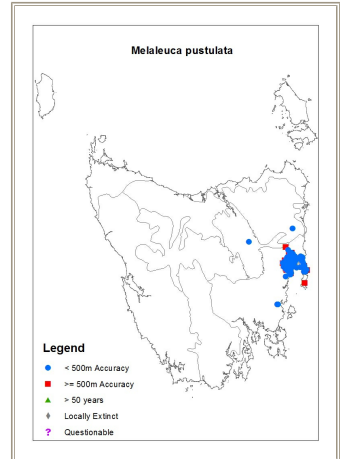 Melaleuca pustulata
Legend
< 500m Accuracy
>= 500m Accuracy
> 50 years
Locally Extinct
? Questionable